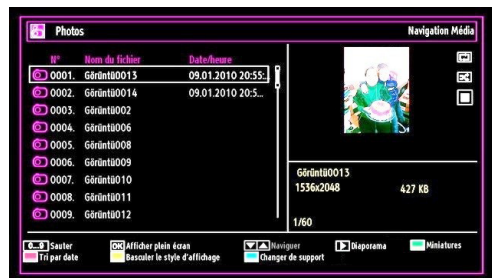 Photos
Navigation Média
N° Nom du fichier Date/heure
0001. Görüntü0013 09.01.2010 20:55:..
0002. Görüntü0014 09.01.2010 20:5...
0003. Görüntü002
0004. Görüntü006
0005. Görüntü008
0006. Görüntü009
0007. Görüntü010
0008. Görüntü011
0009. Görüntü012
Görüntü0013
1536x2048 427 KB
1/60
0...9 Sauter OK Afficher plein écran Naviguer Diaporama Miniatures
Tri par date Basculer le style d'affichage Changer de support